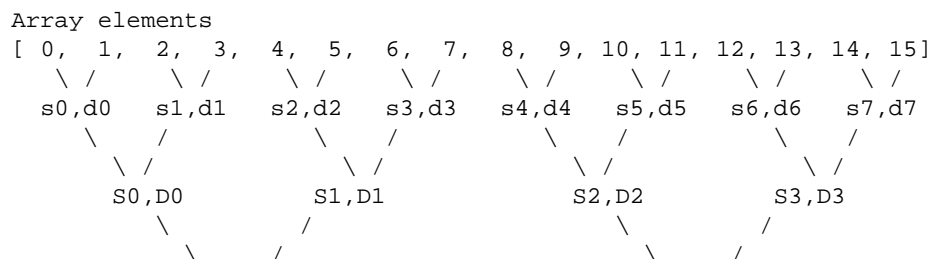 Array elements
[ 0, 1, 2, 3, 4, 5, 6, 7, 8, 9, 10, 11, 12, 13, 14, 15]
\ / \ / \ / \ / \ / \ / \ / \ /
s0,d0 s1,d1 s2,d2 s3,d3 s4,d4 s5,d5 s6,d6 s7,d7
\ / \ / \ / \ /
\ / \ / \ / \ /
S0,D0 S1,D1 S2,D2 S3,D3
\ / \ /
\ / \ /